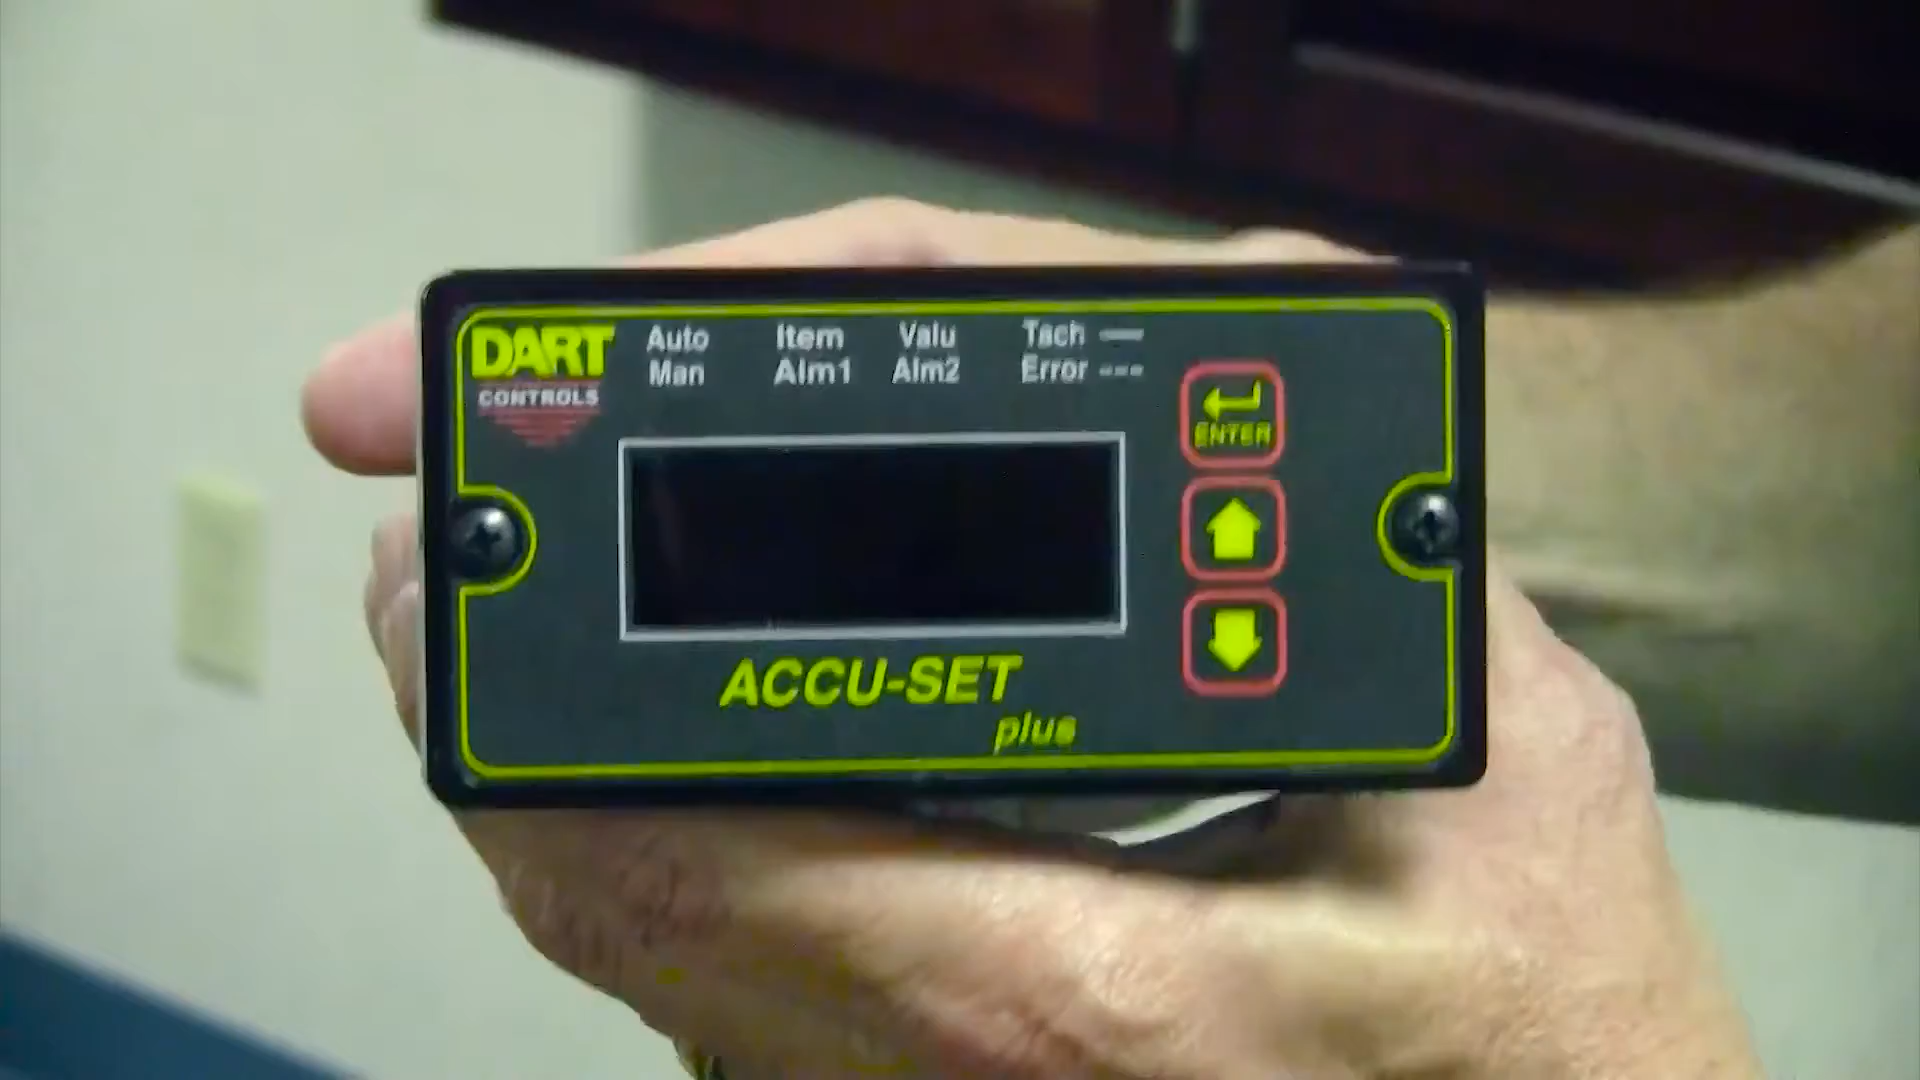 DART
CONTROLS
Auto Item Valu Tach —
Man Alm1 Alm2 Error ---
ENTER
ACCU-SET
plus